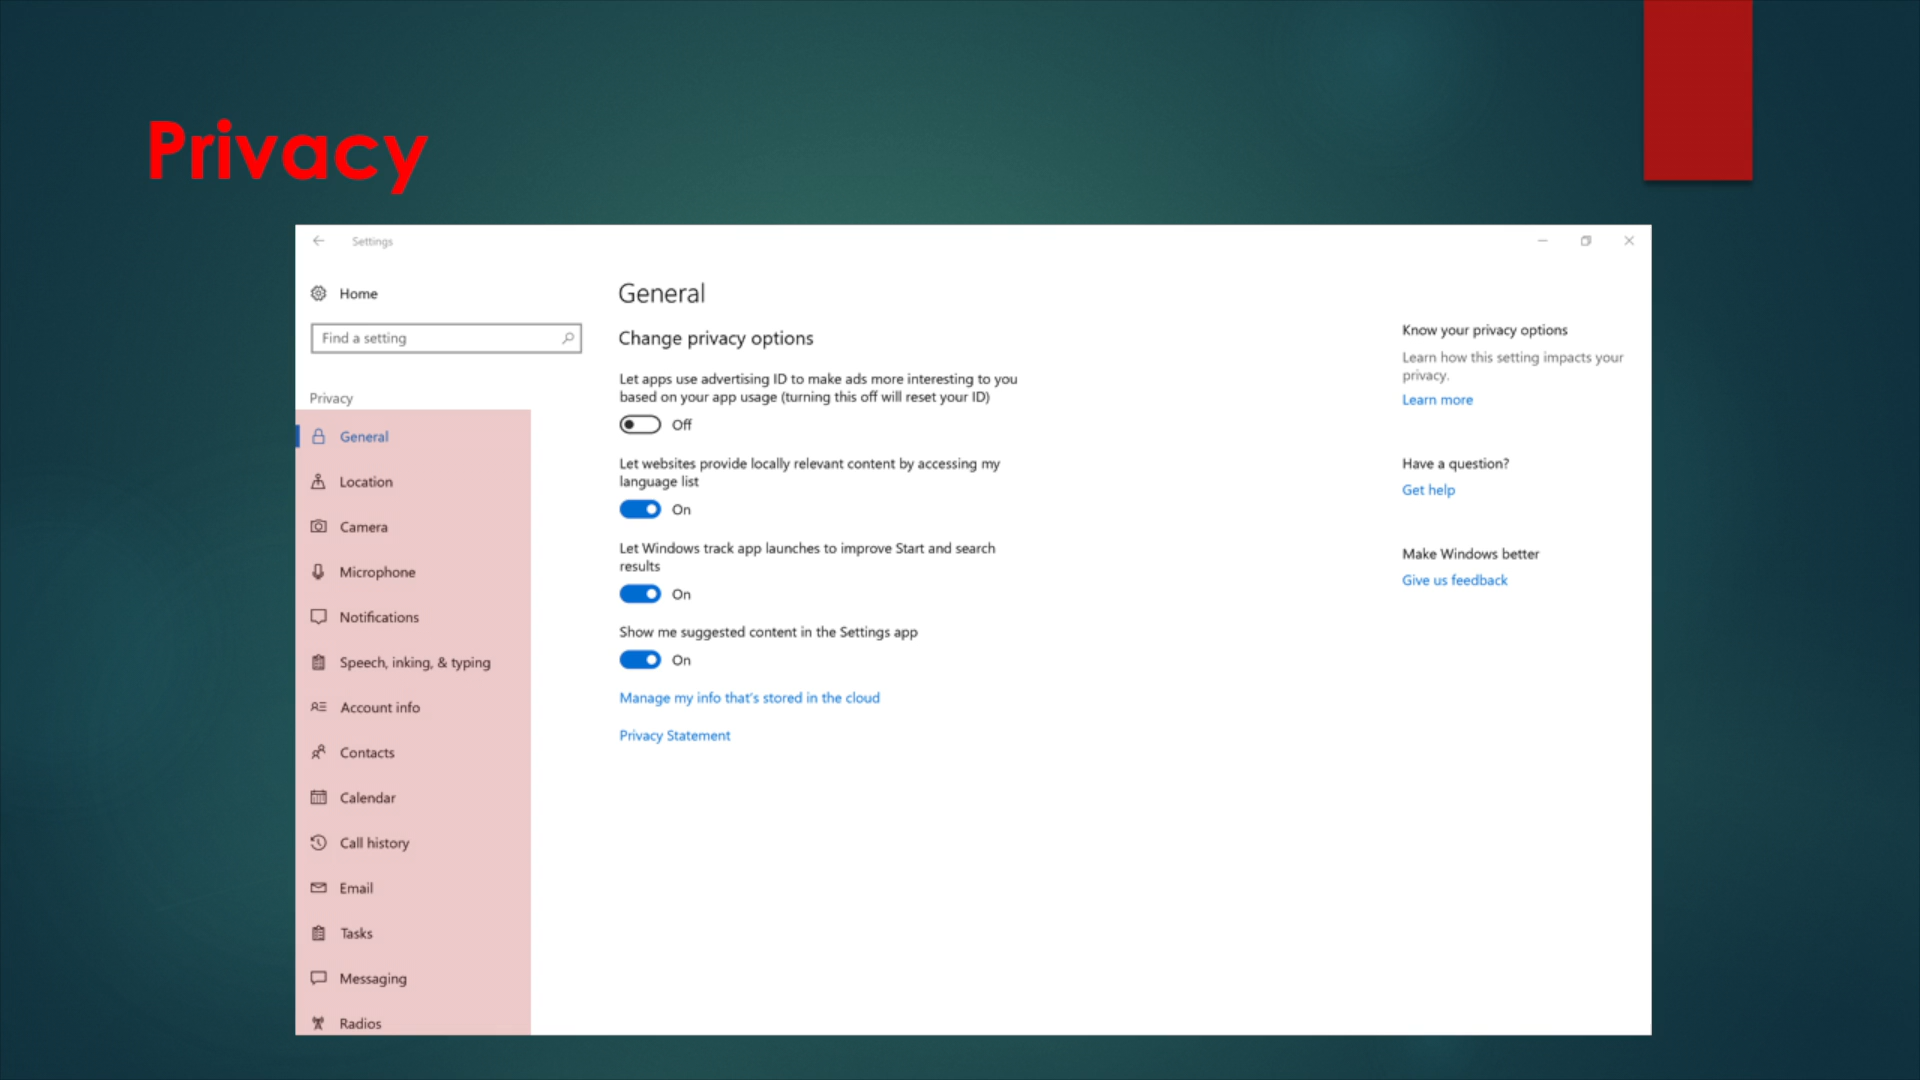 Privacy
Settings
Home
Find a setting
Privacy
General
Location
Camera
Microphone
Notifications
Speech, inking, & typing
Account info
Contacts
Calendar
Call history
Email
Tasks
Messaging
Radios
General
Change privacy options
Let apps use advertising ID to make ads more interesting to you
based on your app usage (turning this off will reset your ID)
Off
Let websites provide locally relevant content by accessing my
language list
On
Let Windows track app launches to improve Start and search
results
On
Show me suggested content in the Settings app
On
Manage my info that's stored in the cloud
Privacy Statement
Know your privacy options
Learn how this setting impacts your
privacy.
Learn more
Have a question?
Get help
Make Windows better
Give us feedback